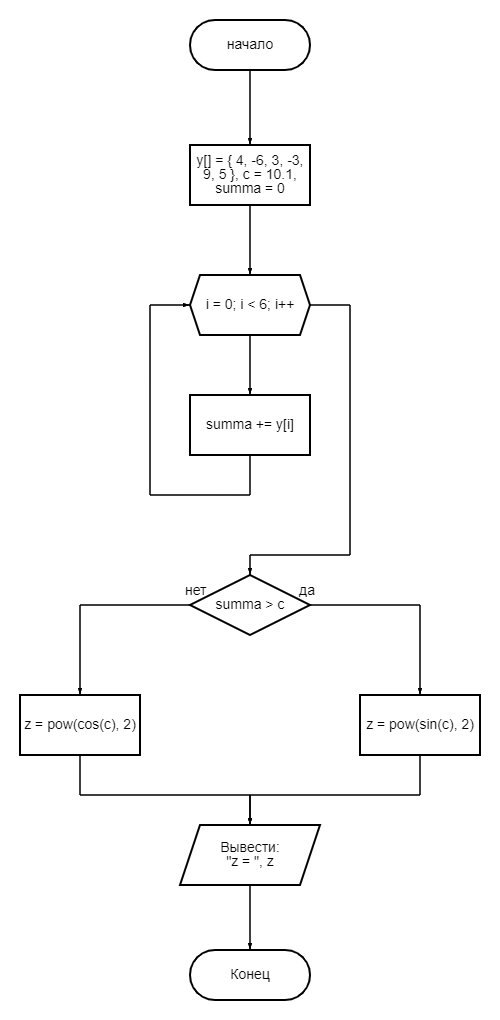 начало
y[] = { 4, -6, 3, -3,
9, 5 }, c = 10.1,
summa = 0
i = 0; i < 6; i++
summa += y[i]
нет
summa > c
да
z = pow(cos(c), 2)
z = pow(sin(c), 2)
Вывести:
"z = ", z
Конец